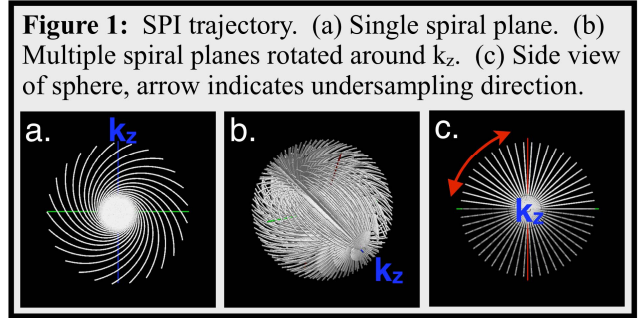 Figure 1: SPI trajectory. (a) Single spiral plane. (b)
Multiple spiral planes rotated around kz. (c) Side view
of sphere, arrow indicates undersampling direction.
a.
kz
b.
kz
c.
kz